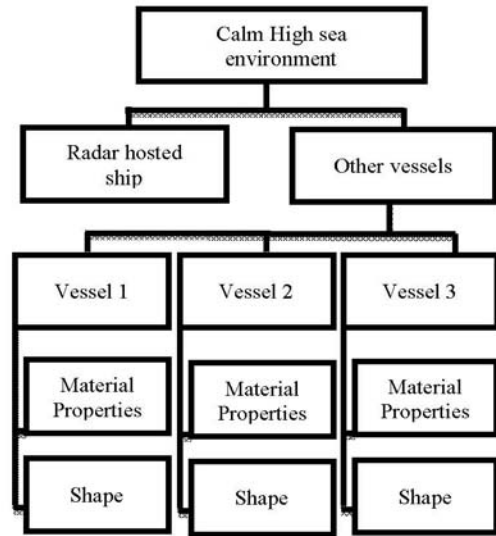 Calm High sea
environment
Radar hosted
ship
Other vessels
Vessel 1
Vessel 2
Vessel 3
Material
Properties
Material
Properties
Material
Properties
Shape
Shape
Shape